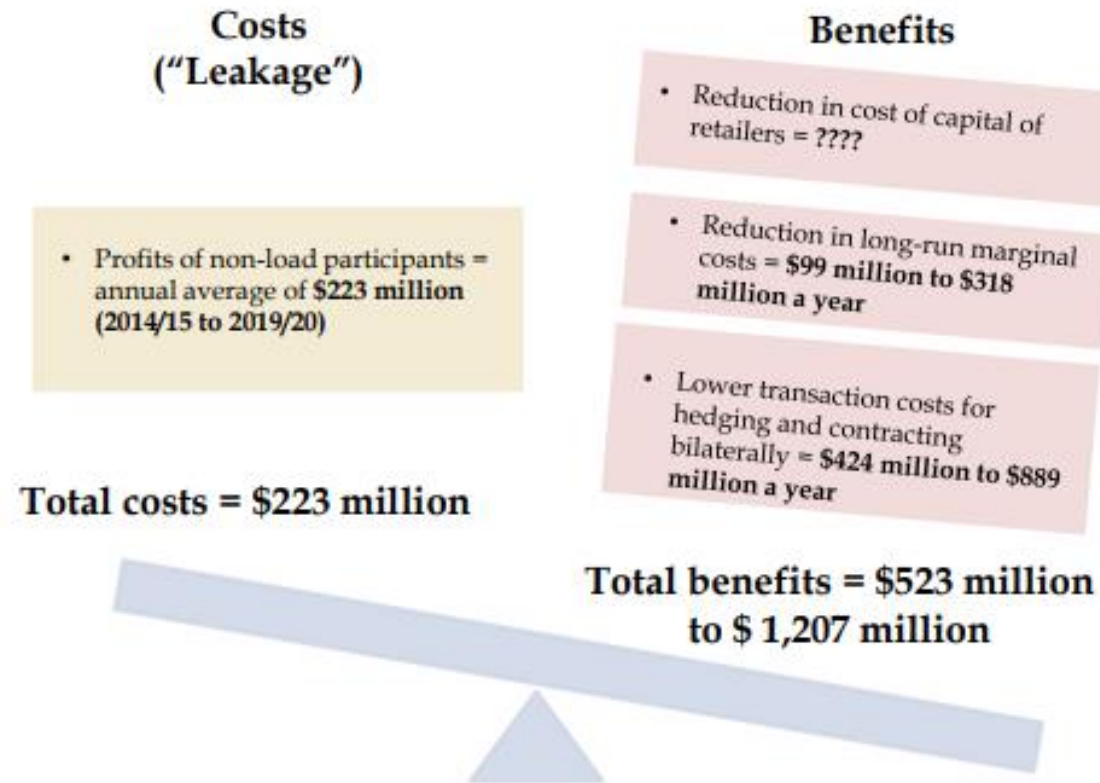 Costs
(“Leakage”)
• Profits of non-load participants =
annual average of $223 million
(2014/15 to 2019/20)
Total costs = $223 million
Benefits
• Reduction in cost of capital of
retailers = ????
• Reduction in long-run marginal
costs = $99 million to $318
million a year
• Lower transaction costs for
hedging and contracting
bilaterally = $424 million to $889
million a year
Total benefits = $523 million
to $ 1,207 million